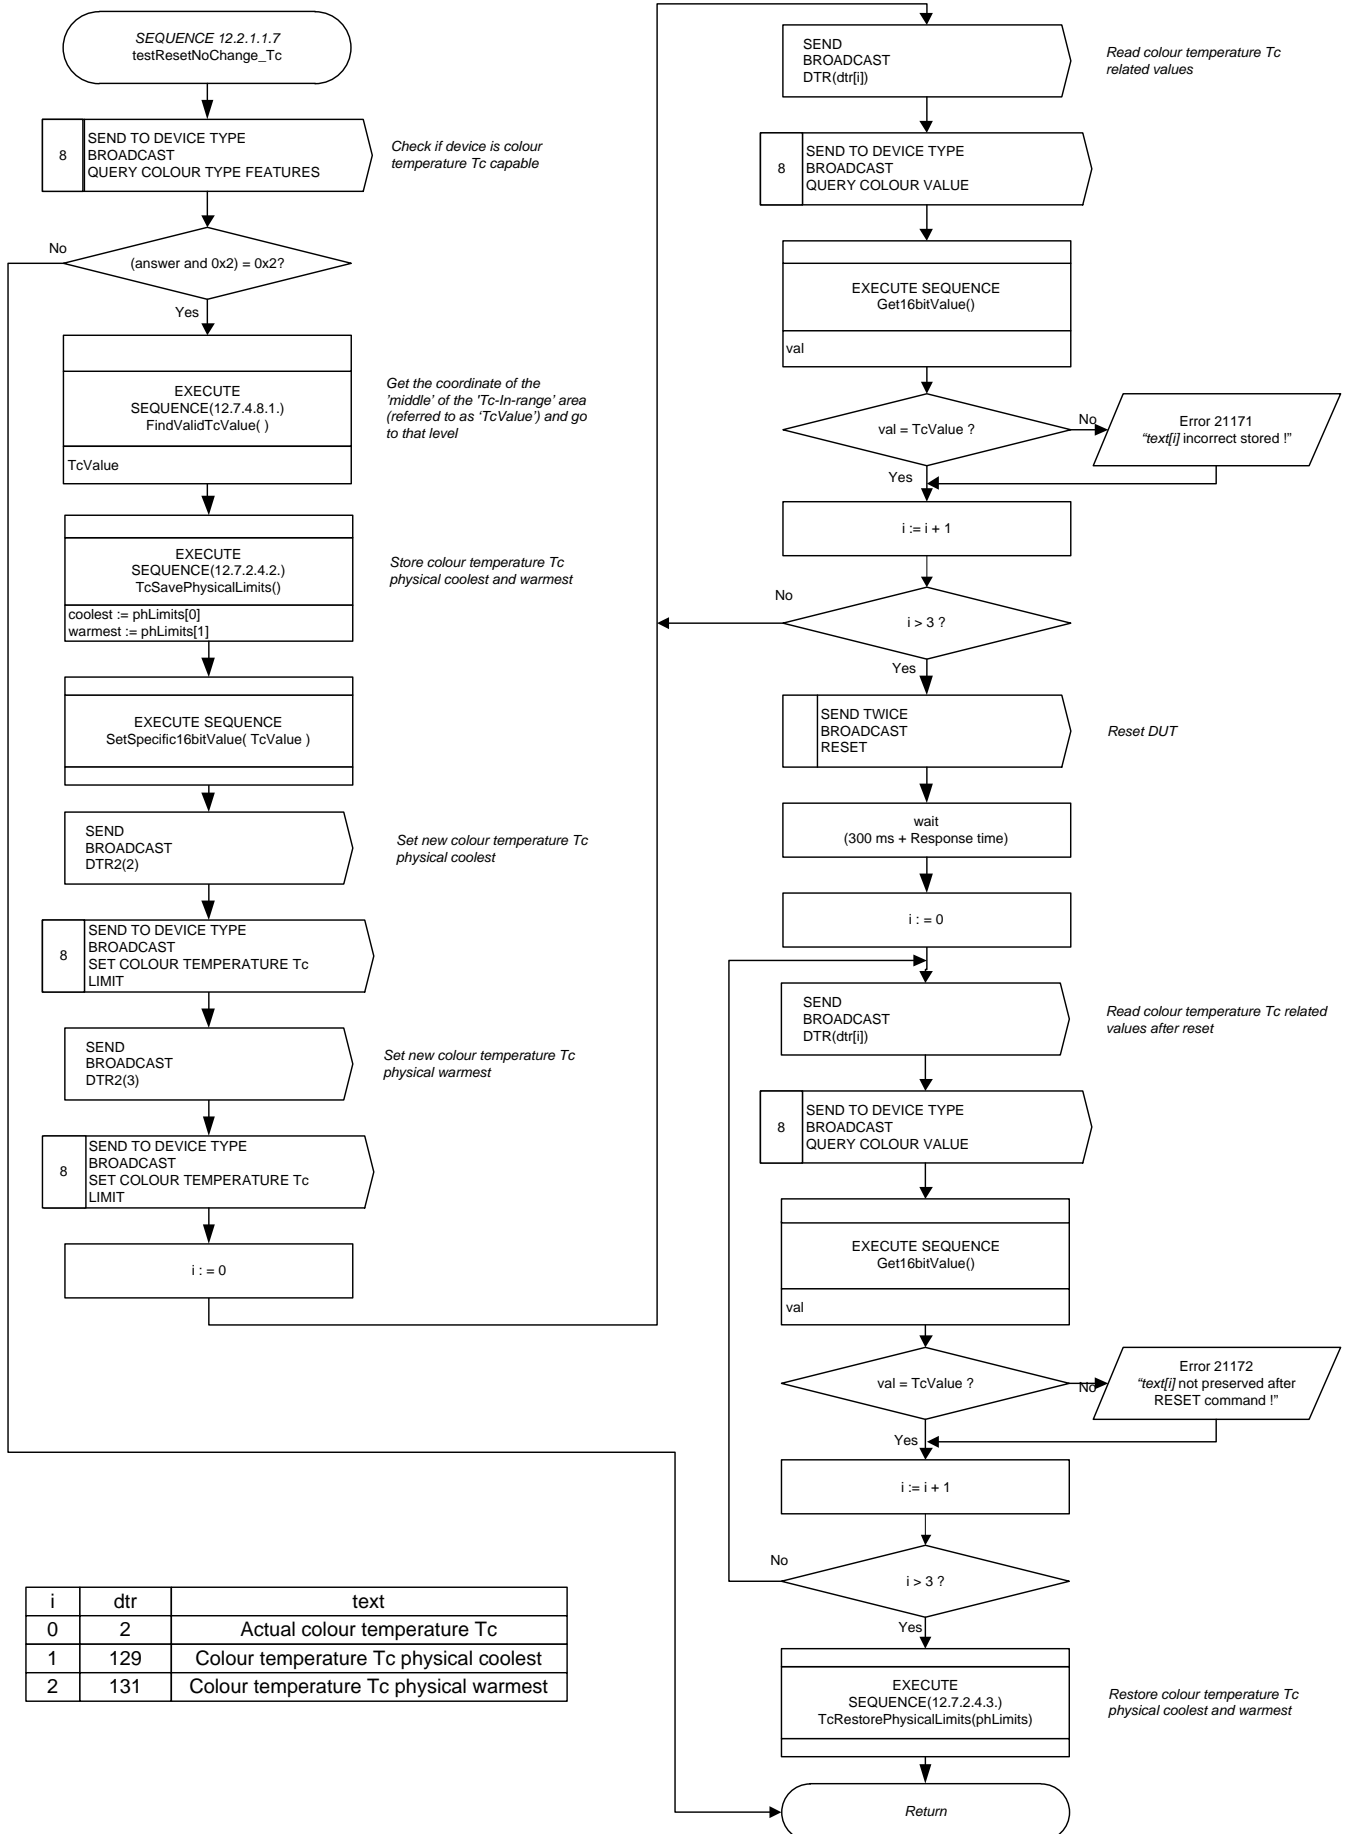 SEQUENCE 12.2.1.1.7
testResetNoChange_Tc
8
SEND TO DEVICE TYPE
BROADCAST
QUERY COLOUR TYPE FEATURES
Check if device is colour
temperature Tc capable
No
(answer and 0x2) = 0x2?
Yes
EXECUTE
SEQUENCE(12.7.4.8.1.)
FindValidTcValue( )
TcValue
Get the coordinate of the
'middle' of the 'Tc-In-range' area
(referred to as ‘TcValue’) and go
to that level
EXECUTE
SEQUENCE(12.7.2.4.2.)
TcSavePhysicalLimits()
coolest := phLimits[0]
warmest := phLimits[1]
Store colour temperature Tc
physical coolest and warmest
EXECUTE SEQUENCE
SetSpecific16bitValue( TcValue )
SEND
BROADCAST
DTR2(2)
Set new colour temperature Tc
physical coolest
8
SEND TO DEVICE TYPE
BROADCAST
SET COLOUR TEMPERATURE Tc
LIMIT
SEND
BROADCAST
DTR2(3)
Set new colour temperature Tc
physical warmest
8
SEND TO DEVICE TYPE
BROADCAST
SET COLOUR TEMPERATURE Tc
LIMIT
i : = 0
SEND
BROADCAST
DTR(dtr[i])
Read colour temperature Tc
related values
8
SEND TO DEVICE TYPE
BROADCAST
QUERY COLOUR VALUE
EXECUTE SEQUENCE
Get16bitValue()
val
val = TcValue ?
No
Error 21171
“text[i] incorrect stored !”
Yes
i := i + 1
No
i > 3 ?
Yes
SEND TWICE
BROADCAST
RESET
Reset DUT
wait
(300 ms + Response time)
i : = 0
SEND
BROADCAST
DTR(dtr[i])
Read colour temperature Tc related
values after reset
8
SEND TO DEVICE TYPE
BROADCAST
QUERY COLOUR VALUE
EXECUTE SEQUENCE
Get16bitValue()
val
val = TcValue ?
No
Error 21172
“text[i] not preserved after
RESET command !”
Yes
i := i + 1
No
i > 3 ?
Yes
EXECUTE
SEQUENCE(12.7.2.4.3.)
TcRestorePhysicalLimits(phLimits)
Restore colour temperature Tc
physical coolest and warmest
Return
i dtr text
0 2 Actual colour temperature Tc
1 129 Colour temperature Tc physical coolest
2 131 Colour temperature Tc physical warmest